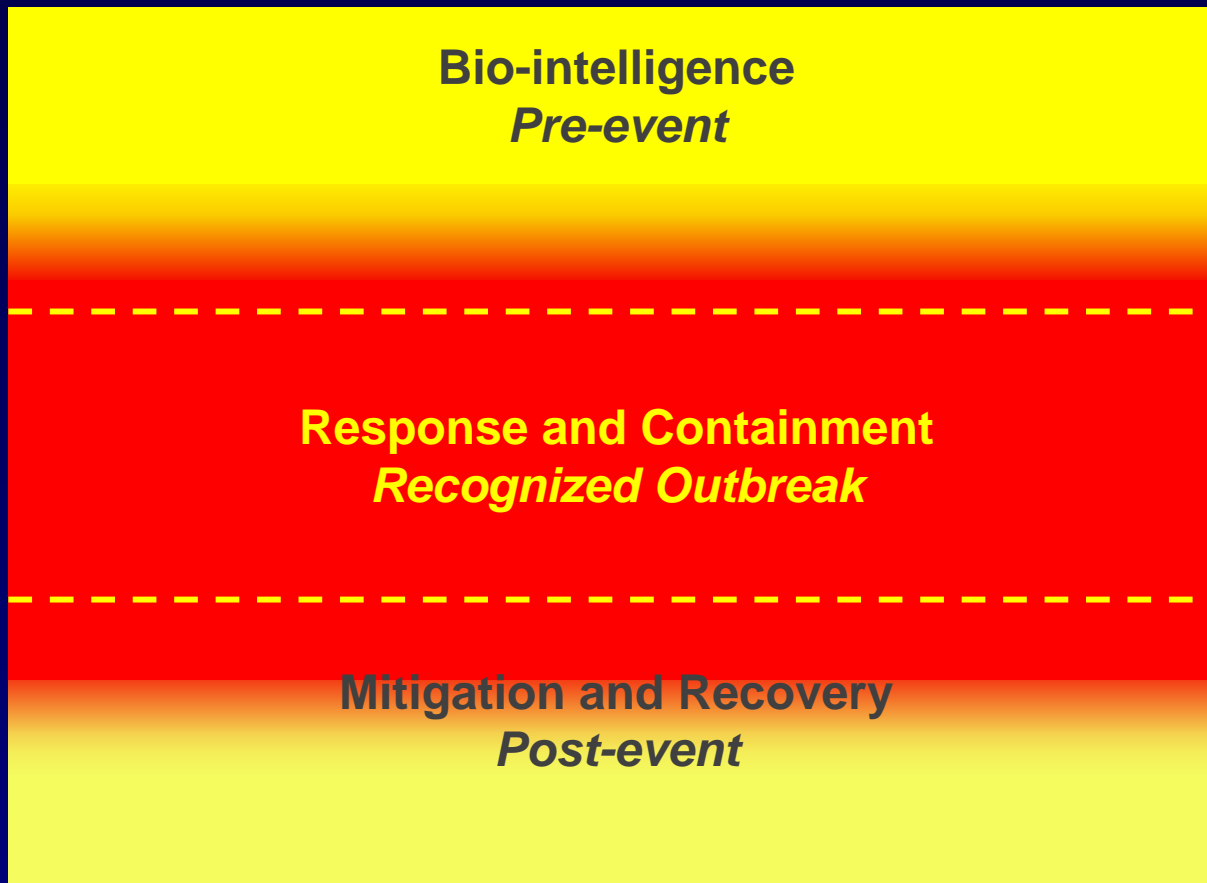 Bio-intelligence
Pre-event
Response and Containment
Recognized Outbreak
Mitigation and Recovery
Post-event